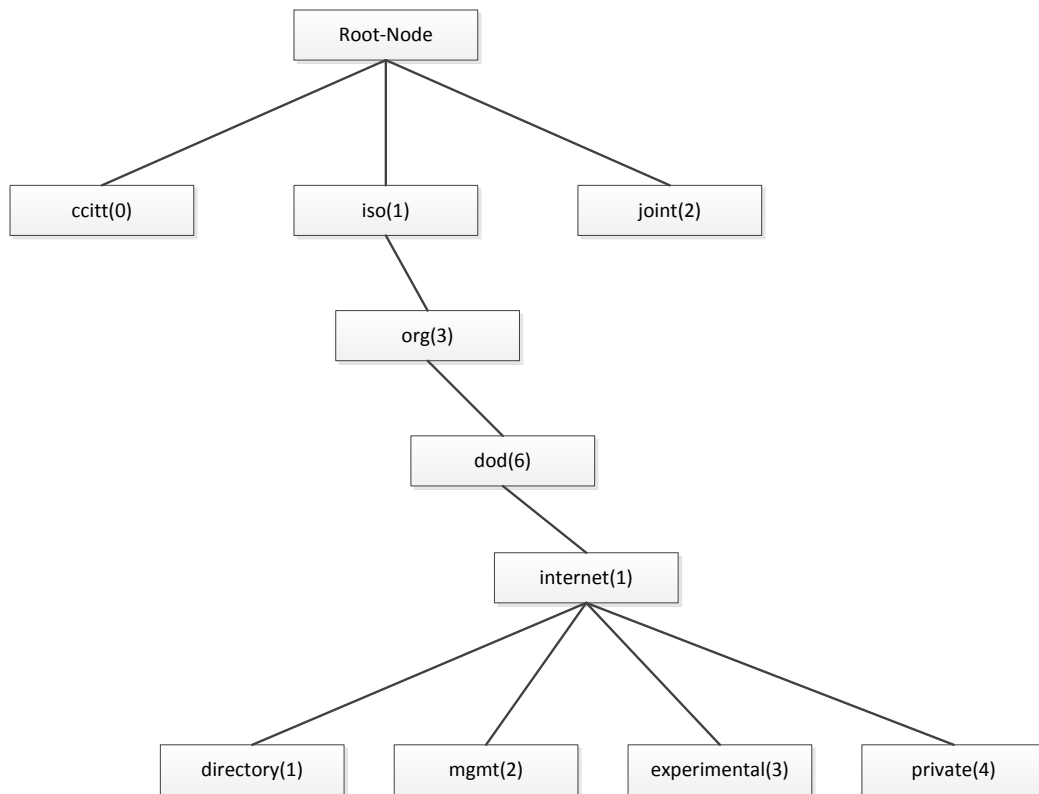 Root-Node
ccitt(0)
iso(1)
joint(2)
org(3)
dod(6)
internet(1)
directory(1)
mgmt(2)
experimental(3)
private(4)